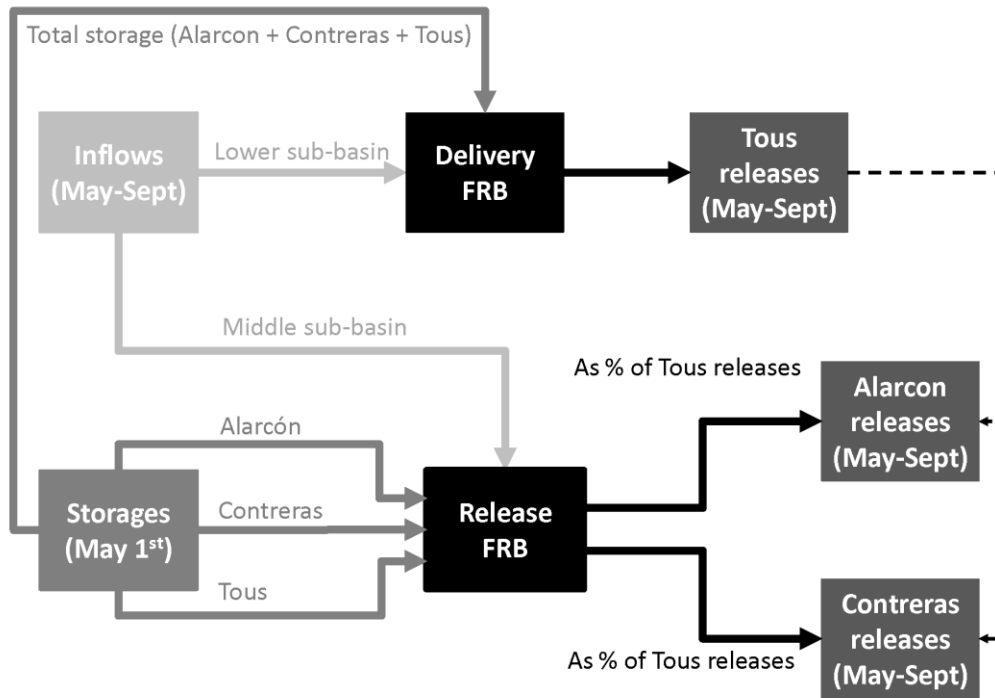 Total storage (Alarcon + Contreras + Tous)
Inflows
(May-Sept)
Lower sub-basin
Delivery
FRB
Tous
releases
(May-Sept)
Middle sub-basin
As % of Tous releases
Alarcon
releases
(May-Sept)
Alarcón
Storages
(May 1st)
Contreras
Tous
Release
FRB
As % of Tous releases
Contreras
releases
(May-Sept)